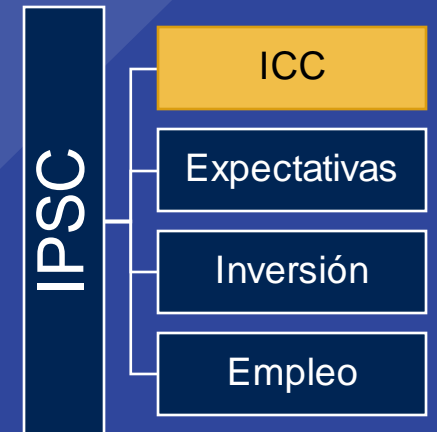 IPSC
ICC
Expectativas
Inversión
Empleo